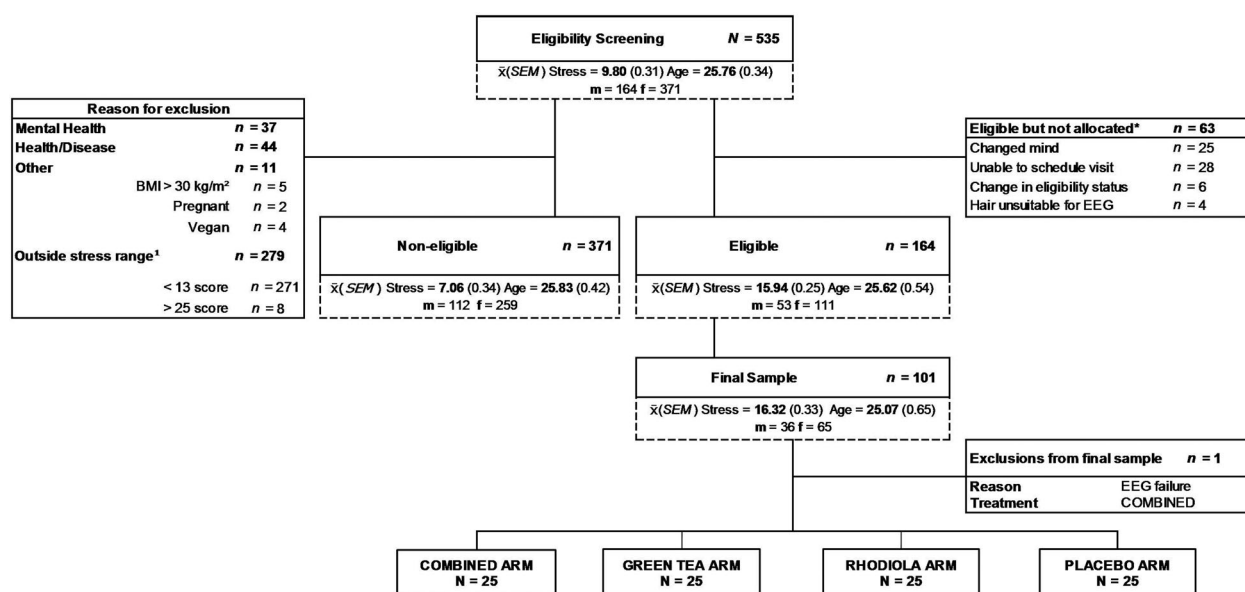 Eligibility Screening N = 535
x̄(SEM) Stress = 9.80 (0.31) Age = 25.76 (0.34)
m = 164 f = 371
Reason for exclusion
Mental Health n = 37
Health/Disease n = 44
Other n = 11
BMI > 30 kg/m² n = 5
Pregnant n = 2
Vegan n = 4
Outside stress range¹ n = 279
< 13 score n = 271
> 25 score n = 8
Eligible but not allocated* n = 63
Changed mind n = 25
Unable to schedule visit n = 28
Change in eligibility status n = 6
Hair unsuitable for EEG n = 4
Non-eligible n = 371
x̄(SEM) Stress = 7.06 (0.34) Age = 25.83 (0.42)
m = 112 f = 259
Eligible n = 164
x̄(SEM) Stress = 15.94 (0.25) Age = 25.62 (0.54)
m = 53 f = 111
Final Sample n = 101
x̄(SEM) Stress = 16.32 (0.33) Age = 25.07 (0.65)
m = 36 f = 65
Exclusions from final sample n = 1
Reason EEG failure
Treatment COMBINED
COMBINED ARM
N = 25
GREEN TEA ARM
N = 25
RHODIOLA ARM
N = 25
PLACEBO ARM
N = 25